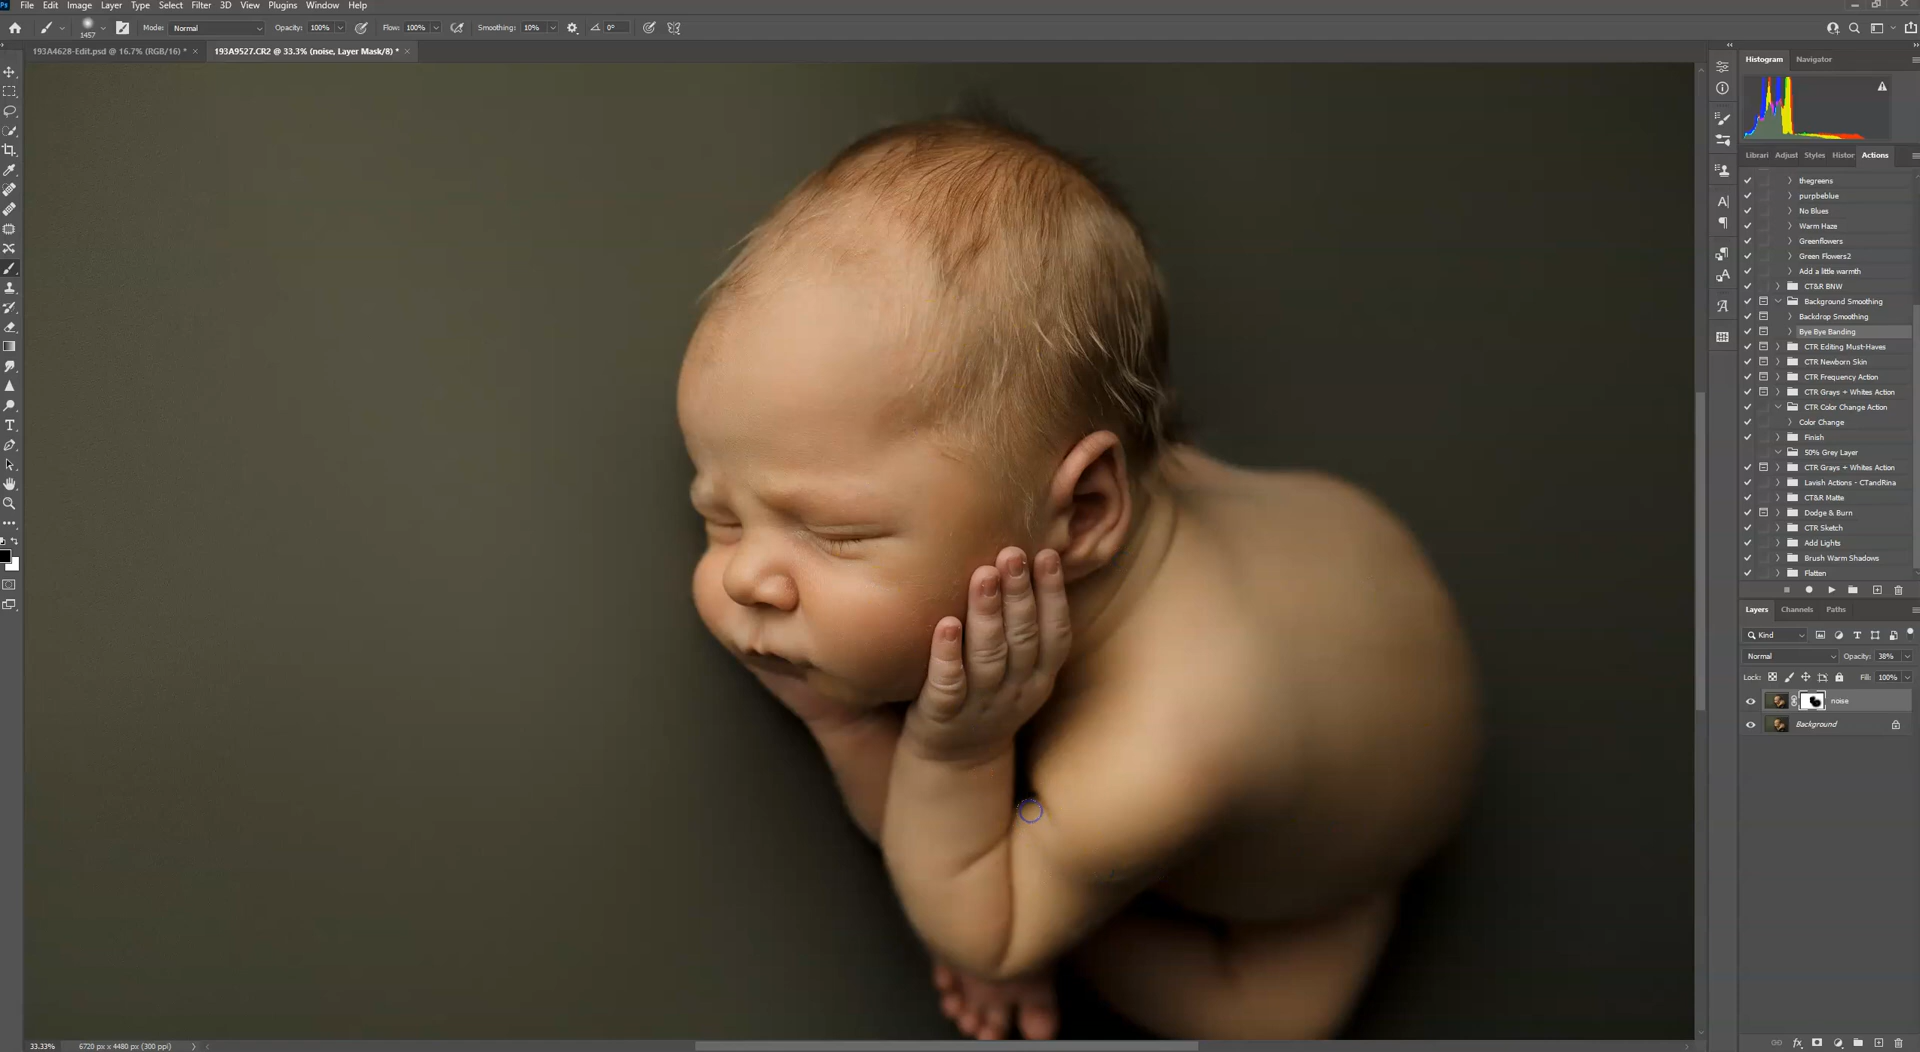 Ps File Edit Image Layer Type Select Filter 3D View Plugins Window Help
1457 Mode: Normal Opacity: 100% Flow: 100% Smoothing: 10% 0°
193A4628-Edit.psd @ 16.7% (RGB/16) * × 193A9527.CR2 @ 33.3% (noise, Layer Mask/8) * ×
Histogram Navigator
Librari Adjust Styles Histor Actions
thegreens
purpbeblue
No Blues
Warm Haze
Greenflowers
Green Flowers2
Add a little warmth
CT&R BNW
Background Smoothing
Backdrop Smoothing
Bye Bye Banding
CTR Editing Must-Haves
CTR Newborn Skin
CTR Frequency Action
CTR Grays + Whites Action
CTR Color Change Action
Color Change
Finish
50% Grey Layer
CTR Grays + Whites Action
Lavish Actions - CTandRina
CT&R Matte
Dodge & Burn
CTR Sketch
Add Lights
Brush Warm Shadows
Flatten
Layers Channels Paths
Kind
Normal Opacity: 38%
Lock: Fill: 100%
noise
Background
33.33% 6720 px x 4480 px (300 ppi)